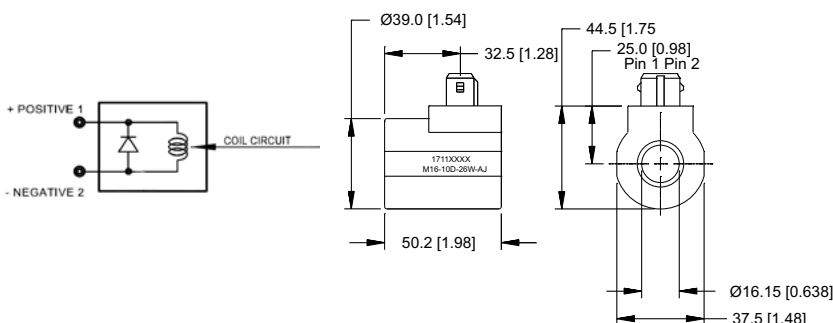 + POSITIVE 1
COIL CIRCUIT
- NEGATIVE 2
Ø39.0 [1.54]
32.5 [1.28]
1711XXXX
M16-10D-26W-AJ
50.2 [1.98]
44.5 [1.75
25.0 [0.98]
Pin 1 Pin 2
Ø16.15 [0.638]
37.5 [1.48]